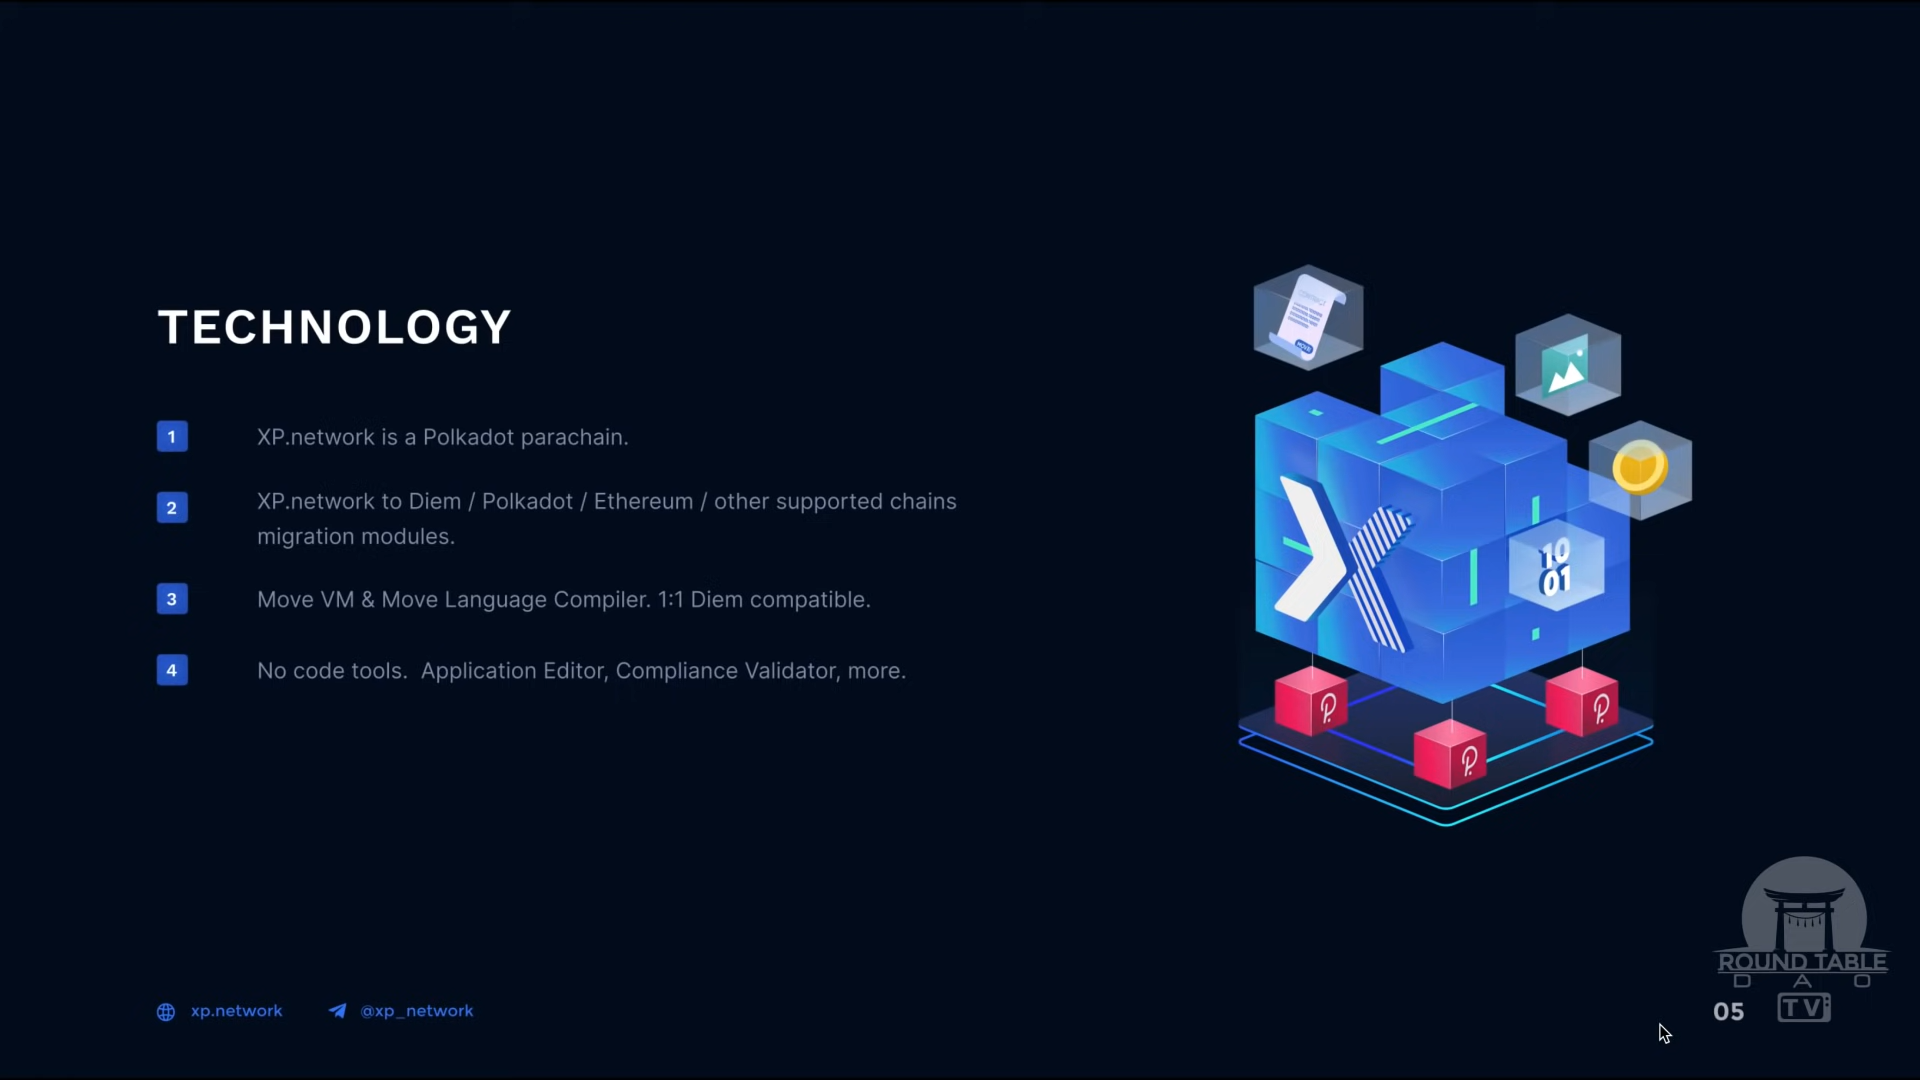 TECHNOLOGY
1 XP.network is a Polkadot parachain.
2 XP.network to Diem / Polkadot / Ethereum / other supported chains
migration modules.
3 Move VM & Move Language Compiler. 1:1 Diem compatible.
4 No code tools. Application Editor, Compliance Validator, more.
10
01
xp.network @xp_network
05
ROUND TABLE
D A O
TV